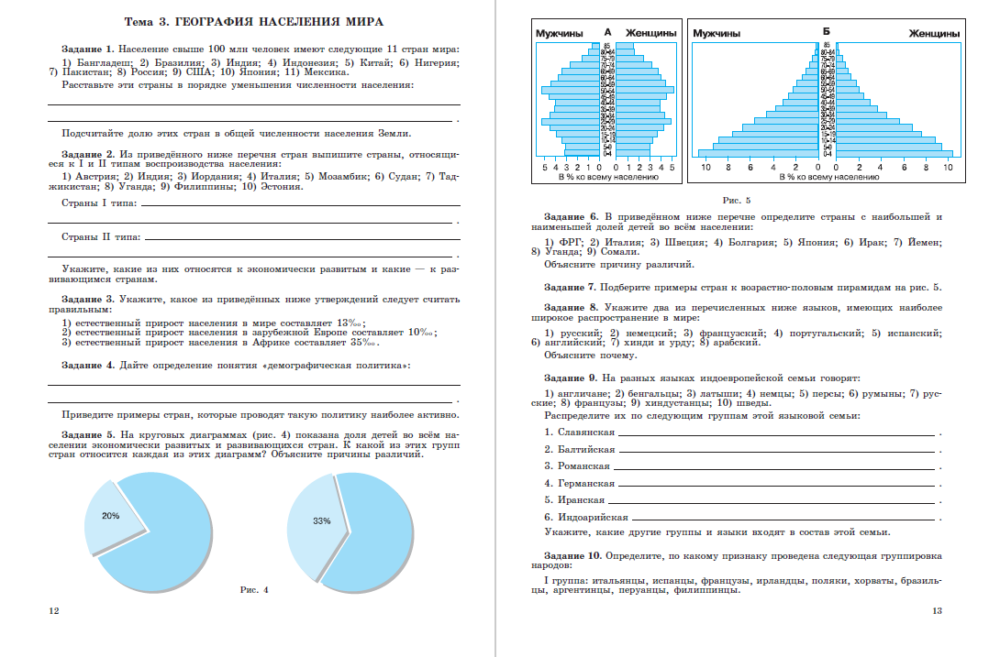 Тема 3. ГЕОГРАФИЯ НАСЕЛЕНИЯ МИРА
Задание 1. Население свыше 100 млн человек имеют следующие 11 стран мира:
1) Бангладеш; 2) Бразилия; 3) Индия; 4) Индонезия; 5) Китай; 6) Нигерия;
7) Пакистан; 8) Россия; 9) США; 10) Япония; 11) Мексика.
Расставьте эти страны в порядке уменьшения численности населения:
.
Подсчитайте долю этих стран в общей численности населения Земли.
Задание 2. Из приведённого ниже перечня стран выпишите страны, относящи-
еся к I и II типам воспроизводства населения:
1) Австрия; 2) Индия; 3) Иордания; 4) Италия; 5) Мозамбик; 6) Судан; 7) Тад-
жикистан; 8) Уганда; 9) Филиппины; 10) Эстония.
Страны I типа:
.
Страны II типа:
.
Укажите, какие из них относятся к экономически развитым и какие — к раз-
вивающимся странам.
Задание 3. Укажите, какое из приведённых ниже утверждений следует считать
правильным:
1) естественный прирост населения в мире составляет 13‰;
2) естественный прирост населения в зарубежной Европе составляет 10‰;
3) естественный прирост населения в Африке составляет 35‰.
Задание 4. Дайте определение понятия «демографическая политика»:
.
Приведите примеры стран, которые проводят такую политику наиболее активно.
Задание 5. На круговых диаграммах (рис. 4) показана доля детей во всём на-
селении экономически развитых и развивающихся стран. К какой из этих групп
стран относится каждая из этих диаграмм? Объясните причины различий.
20%
33%
Рис. 4
12
Мужчины А Женщины
85
80-84
75-79
70-74
65-69
60-64
55-59
50-54
45-49
40-44
35-39
30-34
25-29
20-24
15-19
10-14
5-9
0-4
5 4 3 2 1 0 0 1 2 3 4 5
В % ко всему населению
Мужчины Б Женщины
85
80-84
75-79
70-74
65-69
60-64
55-59
50-54
45-49
40-44
35-39
30-34
25-29
20-24
15-19
10-14
5-9
0-4
10 8 6 4 2 0 0 2 4 6 8 10
В % ко всему населению
Рис. 5
Задание 6. В приведённом ниже перечне определите страны с наибольшей и
наименьшей долей детей во всём населении:
1) ФРГ; 2) Италия; 3) Швеция; 4) Болгария; 5) Япония; 6) Ирак; 7) Йемен;
8) Уганда; 9) Сомали.
Объясните причину различий.
Задание 7. Подберите примеры стран к возрастно-половым пирамидам на рис. 5.
Задание 8. Укажите два из перечисленных ниже языков, имеющих наиболее
широкое распространение в мире:
1) русский; 2) немецкий; 3) французский; 4) португальский; 5) испанский;
6) английский; 7) хинди и урду; 8) арабский.
Объясните почему.
Задание 9. На разных языках индоевропейской семьи говорят:
1) англичане; 2) бенгальцы; 3) латыши; 4) немцы; 5) персы; 6) румыны; 7) рус-
ские; 8) французы; 9) хиндустанцы; 10) шведы.
Распределите их по следующим группам этой языковой семьи:
1. Славянская .
2. Балтийская .
3. Романская .
4. Германская .
5. Иранская .
6. Индоарийская .
Укажите, какие другие группы и языки входят в состав этой семьи.
Задание 10. Определите, по какому признаку проведена следующая группировка
народов:
I группа: итальянцы, испанцы, французы, ирландцы, поляки, хорваты, бразиль-
цы, аргентинцы, перуанцы, филиппинцы.
13